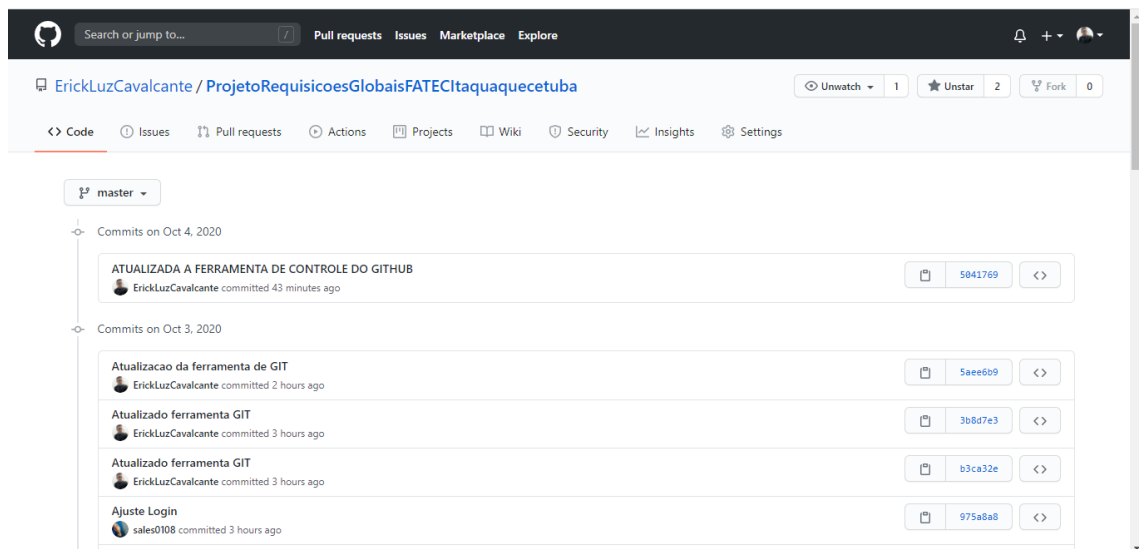 Search or jump to... /
Pull requests Issues Marketplace Explore
ErickLuzCavalcante / ProjetoRequisicoesGlobaisFATECItaquaquecetuba
Unwatch 1 Unstar 2 Fork 0
Code Issues Pull requests Actions Projects Wiki Security Insights Settings
master
Commits on Oct 4, 2020
ATUALIZADA A FERRAMENTA DE CONTROLE DO GITHUB
ErickLuzCavalcante committed 43 minutes ago
5041769
Commits on Oct 3, 2020
Atualizacao da ferramenta de GIT
ErickLuzCavalcante committed 2 hours ago
5aee6b9
Atualizado ferramenta GIT
ErickLuzCavalcante committed 3 hours ago
3b8d7e3
Atualizado ferramenta GIT
ErickLuzCavalcante committed 3 hours ago
b3ca32e
Ajuste Login
sales0108 committed 3 hours ago
975a8a8